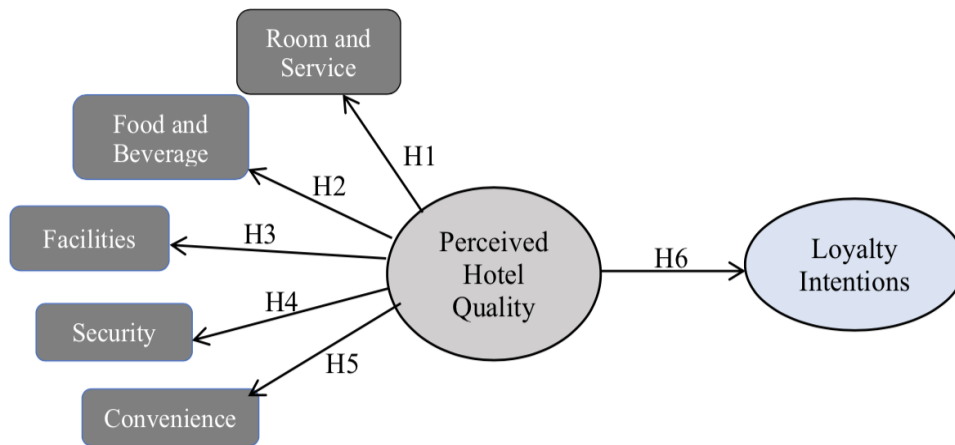 Room and
Service
H1
Food and
Beverage
H2
Facilities
H3
Perceived
Hotel
Quality
H6
Loyalty
Intentions
H4
Security
H5
Convenience